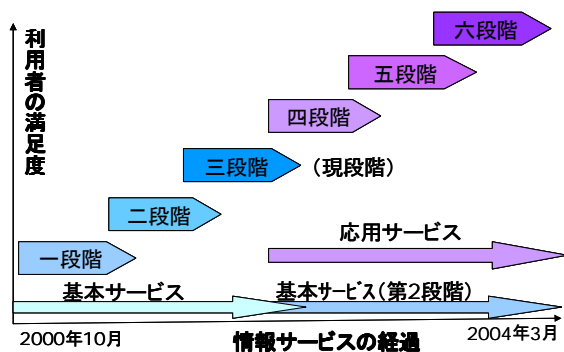 六段階
利用者の満足度
五段階
四段階
三段階 (現段階)
二段階
応用サービス
一段階
基本サービス
基本サービス(第2段階)
2000年10月
情報サービスの経過
2004年3月